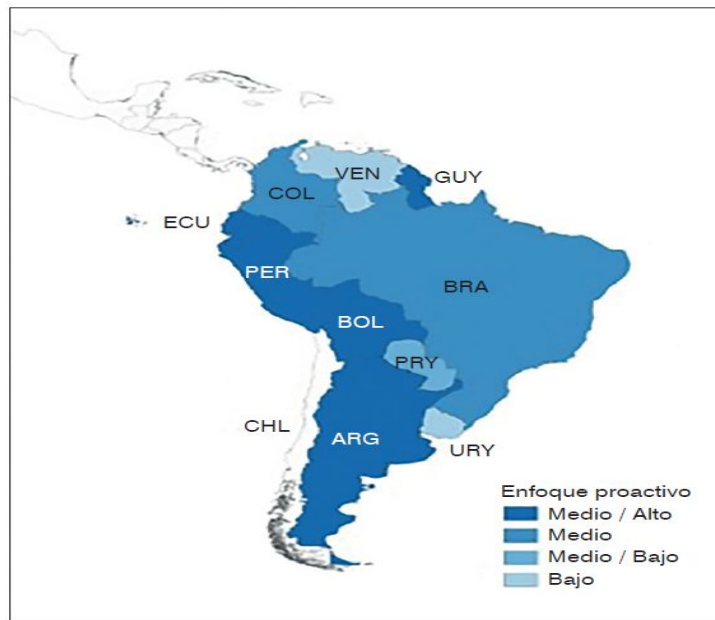 VEN
GUY
COL
ECU
PER
BRA
BOL
PRY
CHL
ARG
URY
Enfoque proactivo
Medio / Alto
Medio
Medio / Bajo
Bajo